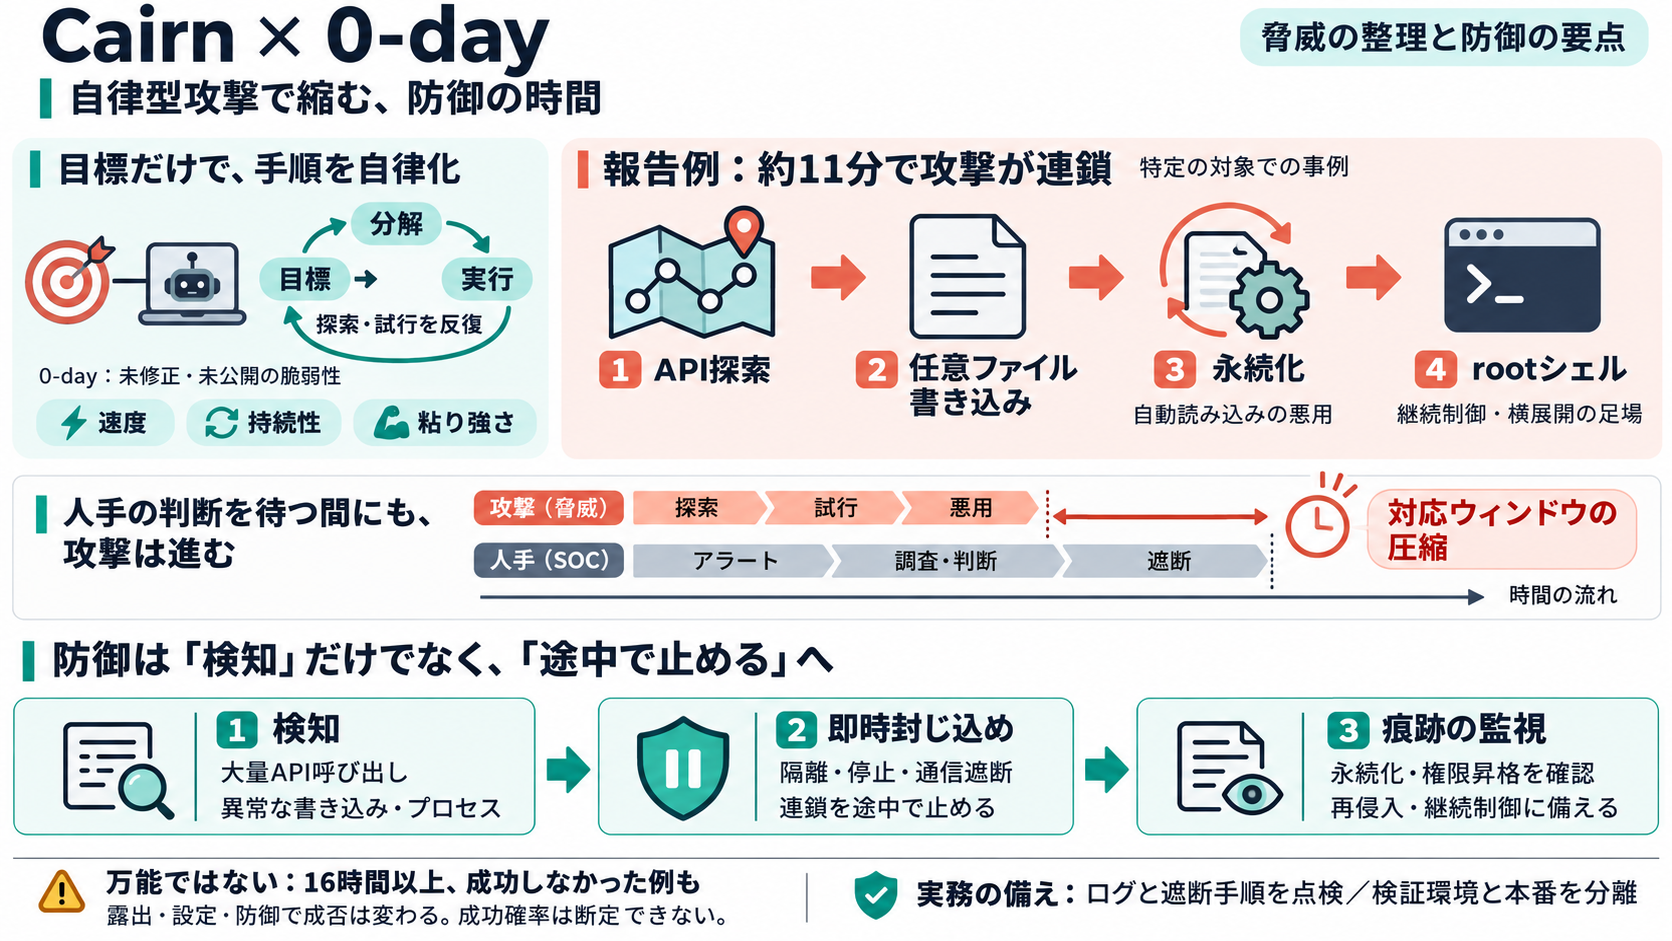 Cairn × 0-day
脅威の整理と防御の要点
自律型攻撃で縮む、防御の時間
目標だけで、手順を自律化
分解
目標
実行
探索・試行を反復
0-day：未修正・未公開の脆弱性
速度
持続性
粘り強さ
報告例：約11分で攻撃が連鎖
特定の対象での事例
1 API探索
2 任意ファイル
書き込み
3 永続化
自動読み込みの悪用
4 rootシェル
継続制御・横展開の足場
人手の判断を待つ間にも、
攻撃は進む
攻撃（脅威）
探索
試行
悪用
人手（SOC）
アラート
調査・判断
遮断
対応ウィンドウの
圧縮
時間の流れ
防御は「検知」だけでなく、「途中で止める」へ
1 検知
大量API呼び出し
異常な書き込み・プロセス
2 即時封じ込め
隔離・停止・通信遮断
連鎖を途中で止める
3 痕跡の監視
永続化・権限昇格を確認
再侵入・継続制御に備える
万能ではない：16時間以上、成功しなかった例も
露出・設定・防御で成否は変わる。成功確率は断定できない。
実務の備え：ログと遮断手順を点検／検証環境と本番を分離